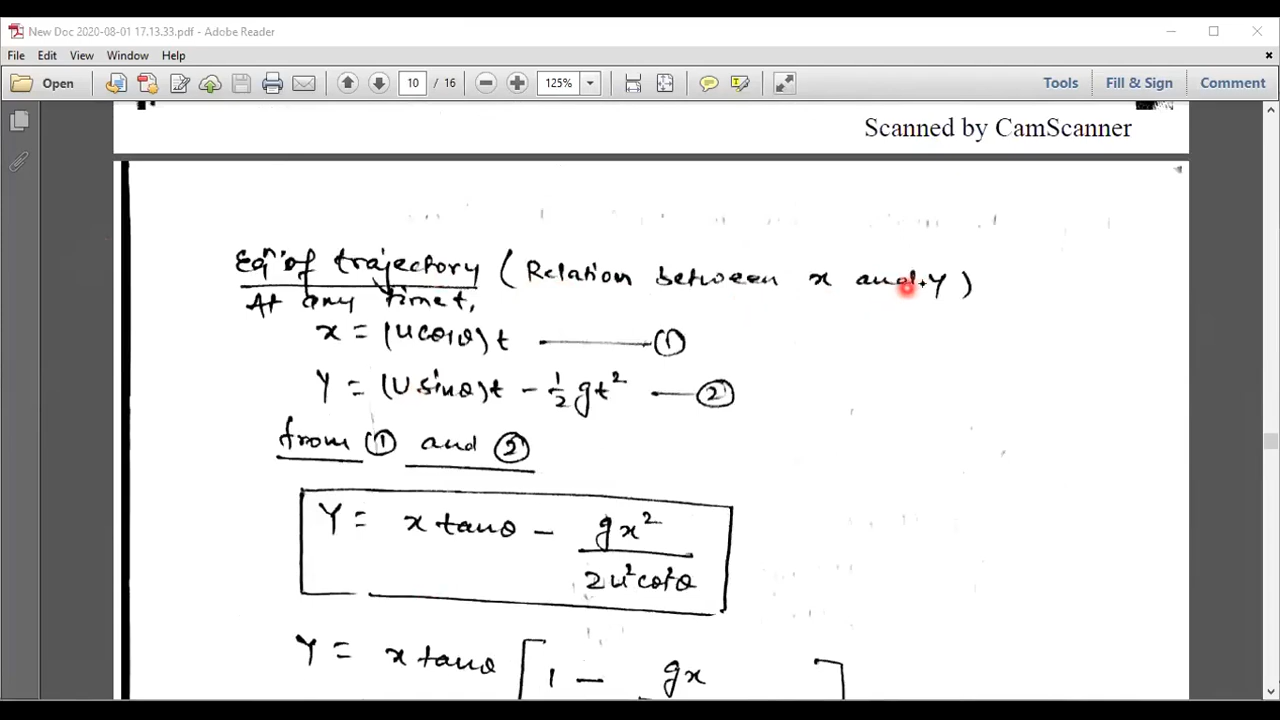 New Doc 2020-08-01 17.13.33.pdf - Adobe Reader
File Edit View Window Help
Open 10 / 16 125% Tools Fill & Sign Comment
Scanned by CamScanner
Eqⁿ of trajectory (Relation between x and y)
At any time t,
x = (u cosθ) t ——— ①
Y = (u sinθ)t - ½ gt² — ②
from ① and ②
Y = x tanθ - gx² / 2u²cos²θ
Y = x tanθ [ 1 - gx ]